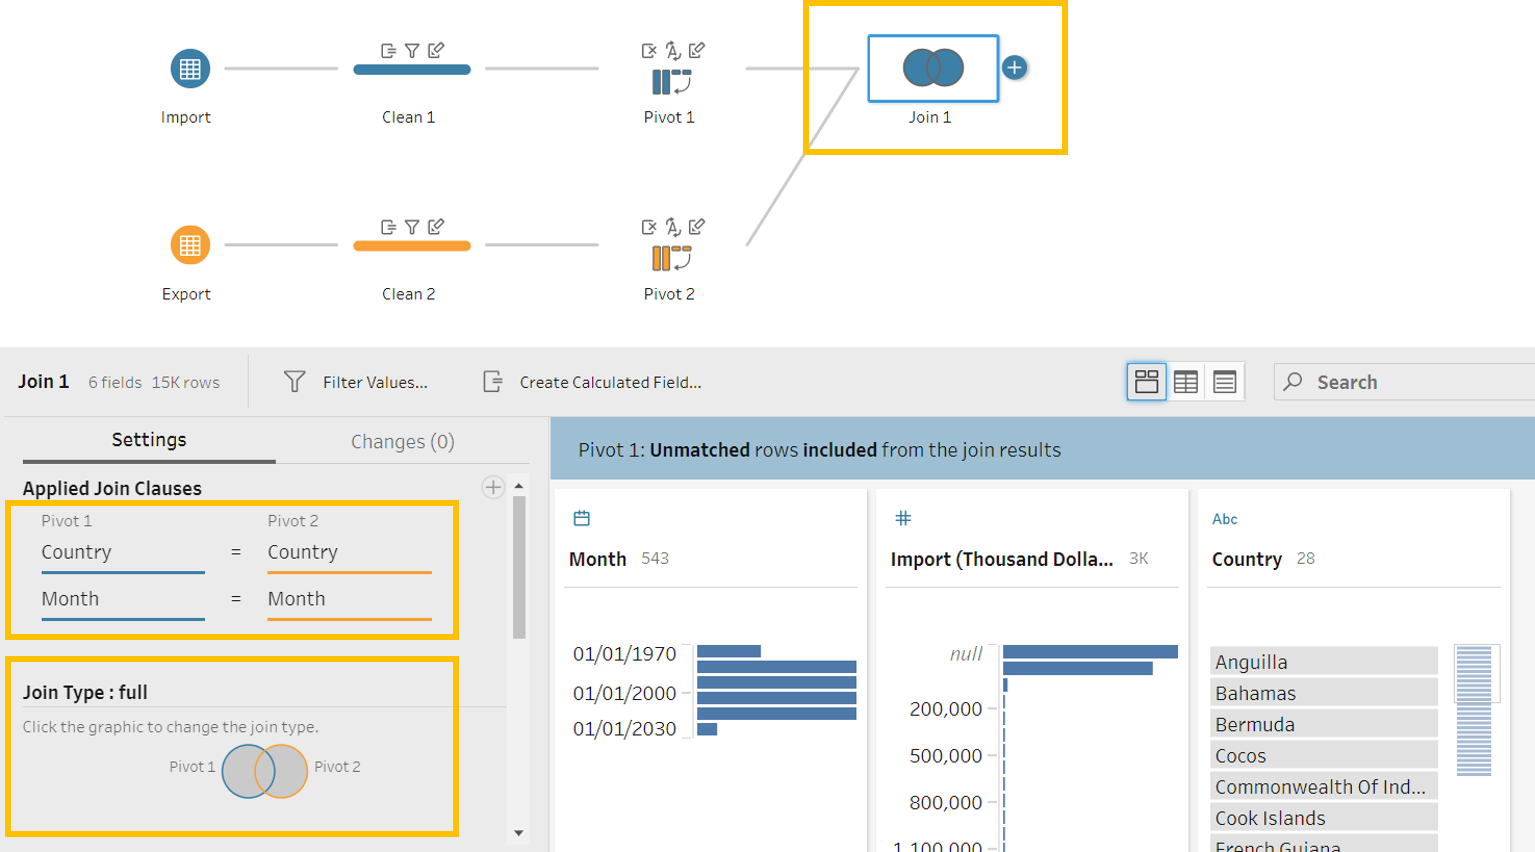 Import
Clean 1
Pivot 1
Join 1
Export
Clean 2
Pivot 2
Join 1 6 fields 15K rows
Filter Values...
Create Calculated Field...
Search
Settings
Changes (0)
Applied Join Clauses
Pivot 1 Pivot 2
Country = Country
Month = Month
Join Type : full
Click the graphic to change the join type.
Pivot 1 Pivot 2
Pivot 1: Unmatched rows included from the join results
Month 543
01/01/1970
01/01/2000
01/01/2030
Import (Thousand Dolla... 3K
null
200,000
500,000
800,000
1,100,000
Abc
Country 28
Anguilla
Bahamas
Bermuda
Cocos
Commonwealth Of Ind...
Cook Islands
French Guiana